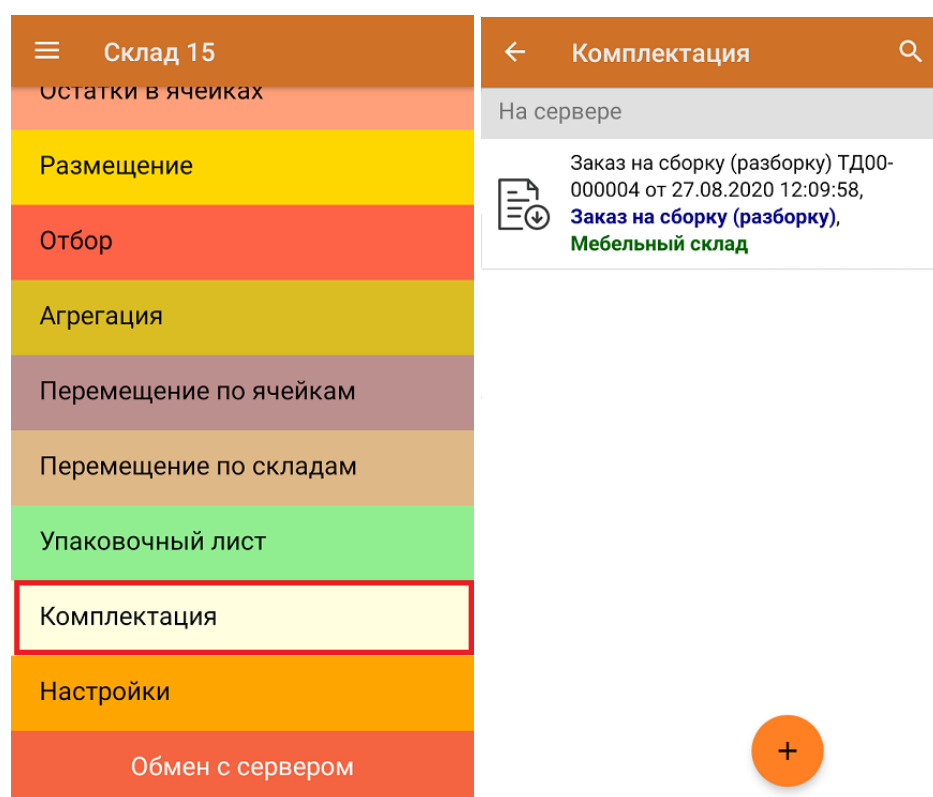 Склад 15
Остатки в ячейках
Размещение
Отбор
Агрегация
Перемещение по ячейкам
Перемещение по складам
Упаковочный лист
Комплектация
Настройки
Обмен с сервером
Комплектация
На сервере
Заказ на сборку (разборку) ТД00-
000004 от 27.08.2020 12:09:58,
Заказ на сборку (разборку),
Мебельный склад
+